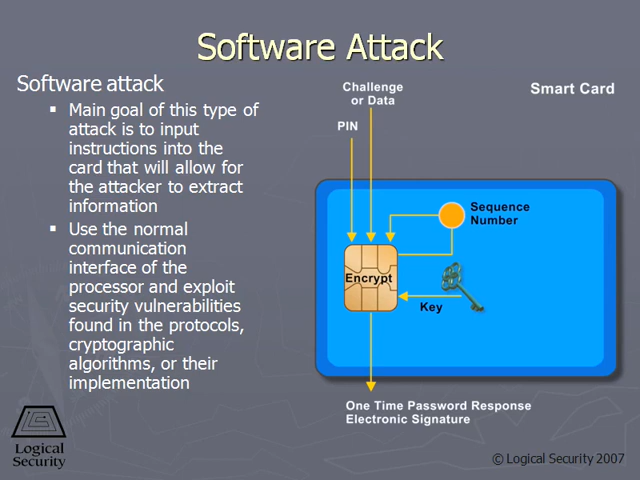 Software Attack
Software attack
Main goal of this type of
attack is to input
instructions into the
card that will allow for
the attacker to extract
information
Use the normal
communication
interface of the
processor and exploit
security vulnerabilities
found in the protocols,
cryptographic
algorithms, or their
implementation
Challenge
or Data
Smart Card
PIN
Sequence
Number
Encrypt
Key
One Time Password Response
Electronic Signature
Logical
Security
© Logical Security 2007